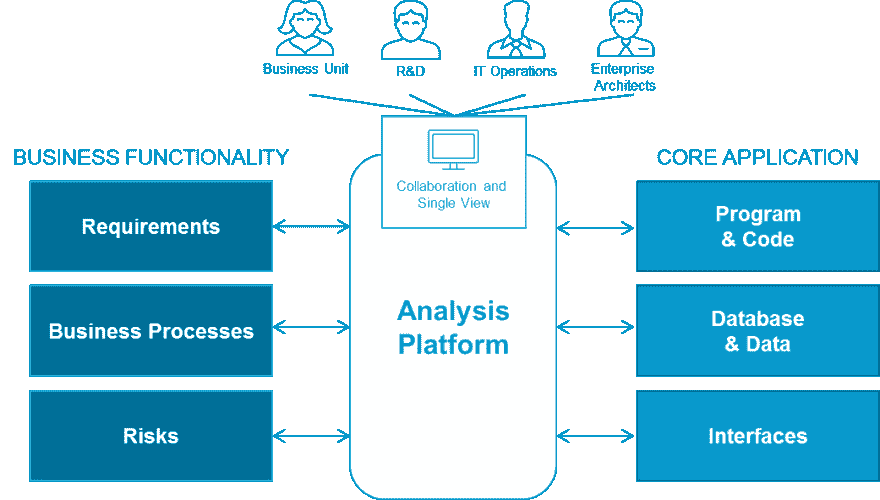 Business Unit
R&D
IT Operations
Enterprise
Architects
BUSINESS FUNCTIONALITY
CORE APPLICATION
Collaboration and
Single View
Requirements
Business Processes
Risks
Analysis
Platform
Program
& Code
Database
& Data
Interfaces